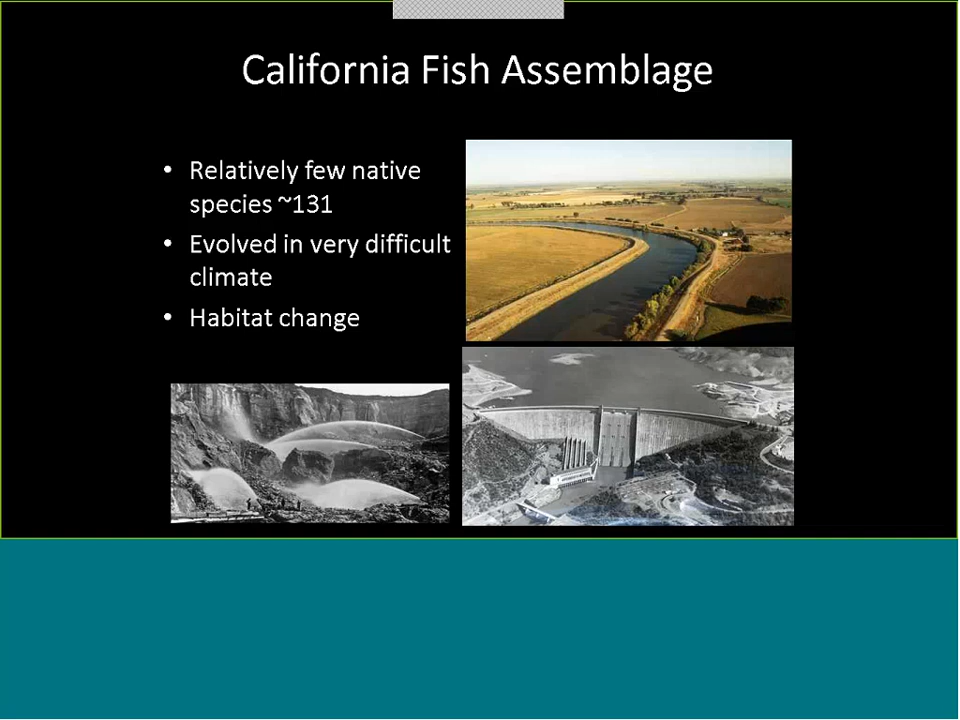 California Fish Assemblage
• Relatively few native
species ~131
• Evolved in very difficult
climate
• Habitat change